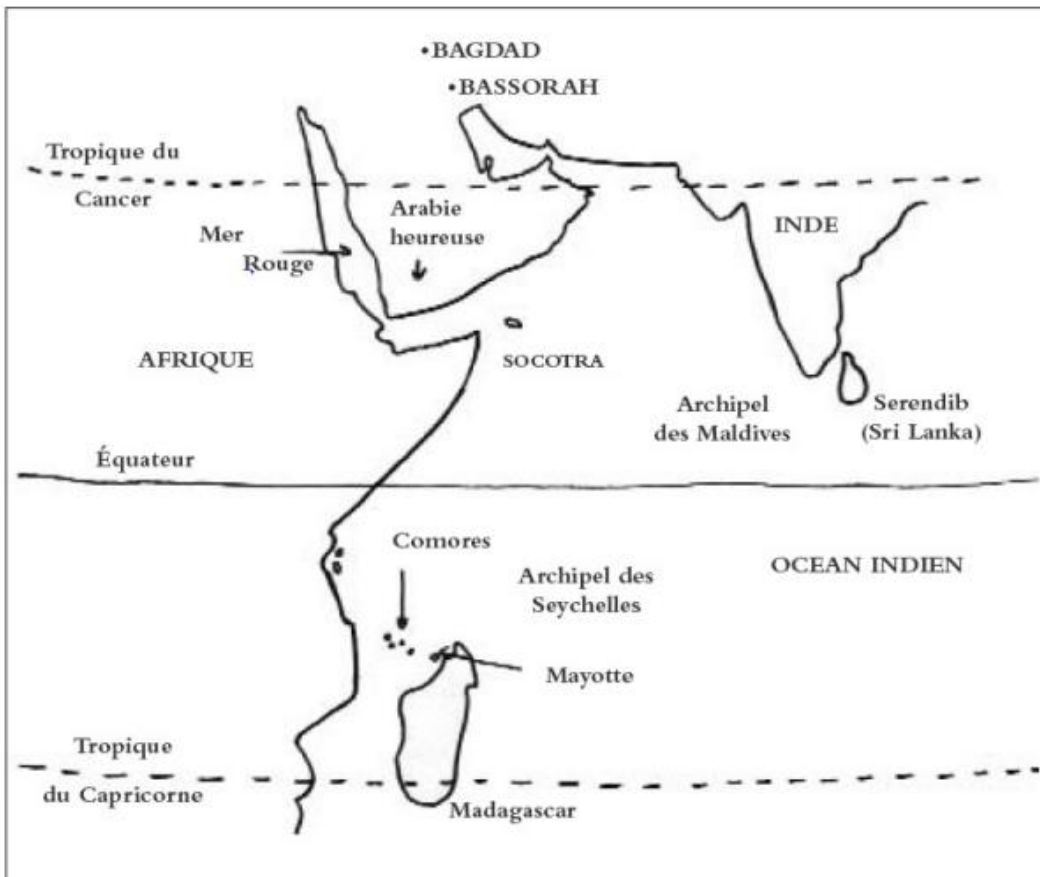 •BAGDAD
•BASSORAH
Tropique du
Cancer
Mer
Rouge
Arabie
heureuse
INDE
AFRIQUE
SOCOTRA
Archipel
des Maldives
Serendib
(Sri Lanka)
Équateur
Comores
Archipel des
Seychelles
OCEAN INDIEN
Mayotte
Tropique
du Capricorne
Madagascar